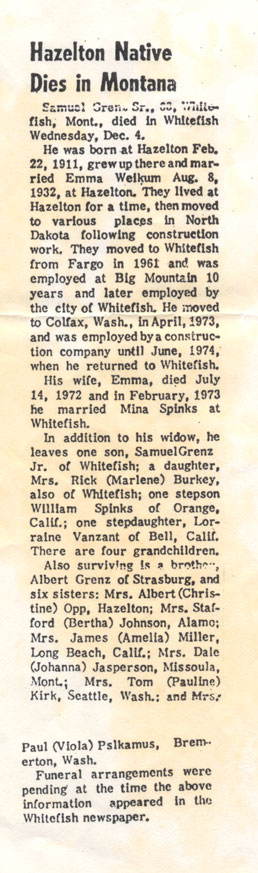 Hazelton Native
Dies in Montana
Samuel Grenz Sr., White-
fish, Mont., died in Whitefish
Wednesday, Dec. 4.
He was born at Hazelton Feb.
22, 1911, grew up there and mar-
ried Emma Weikum Aug. 8,
1932, at Hazelton. They lived at
Hazelton for a time, then moved
to various places in North
Dakota following construction
work. They moved to Whitefish
from Fargo in 1961 and was
employed at Big Mountain 10
years and later employed by
the city of Whitefish. He moved
to Colfax, Wash., in April, 1973,
and was employed by a construc-
tion company until June, 1974,
when he returned to Whitefish.
His wife, Emma, died July
14, 1972 and in February, 1973
he married Mina Spinks at
Whitefish.
In addition to his widow, he
leaves one son, Samuel Grenz
Jr. of Whitefish; a daughter,
Mrs. Rick (Marlene) Burkey,
also of Whitefish; one stepson
William Spinks of Orange,
Calif.; one stepdaughter, Lor-
raine Vanzant of Bell, Calif.
There are four grandchildren.
Also surviving is a brother,
Albert Grenz of Strasburg, and
six sisters: Mrs. Albert (Chris-
tine) Opp, Hazelton; Mrs. Staf-
ford (Bertha) Johnson, Alamo;
Mrs. James (Amelia) Miller,
Long Beach, Calif.; Mrs. Dale
(Johanna) Jasperson, Missoula,
Mont.; Mrs. Tom (Pauline)
Kirk, Seattle, Wash.; and Mrs.
Paul (Viola) Pslkamus, Brem-
erton, Wash.
Funeral arrangements were
pending at the time the above
information appeared in the
Whitefish newspaper.